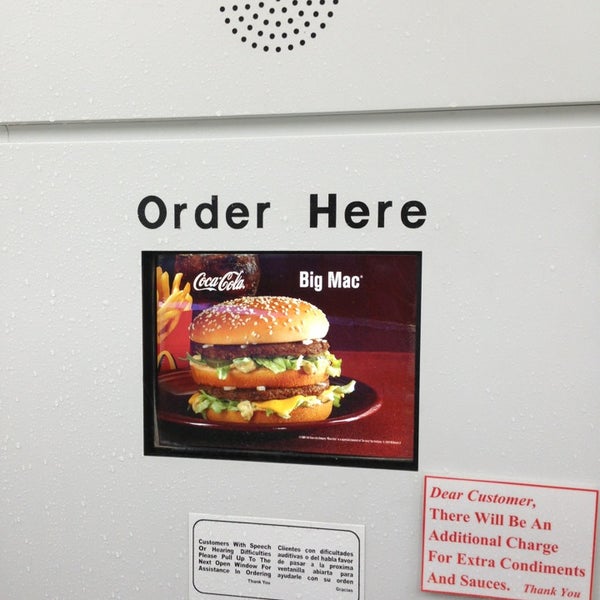 Order Here
Coca-Cola
Big Mac
Customers With Speech
Or Hearing Difficulties
Please Pull Up To The
Next Open Window For
Assistance In Ordering
Thank You
Clientes con dificultades
auditivas o del habla favor
de pasar a la proxima
ventanilla abierta para
ayudarle con su orden
Gracias
Dear Customer,
There Will Be An
Additional Charge
For Extra Condiments
And Sauces. Thank You